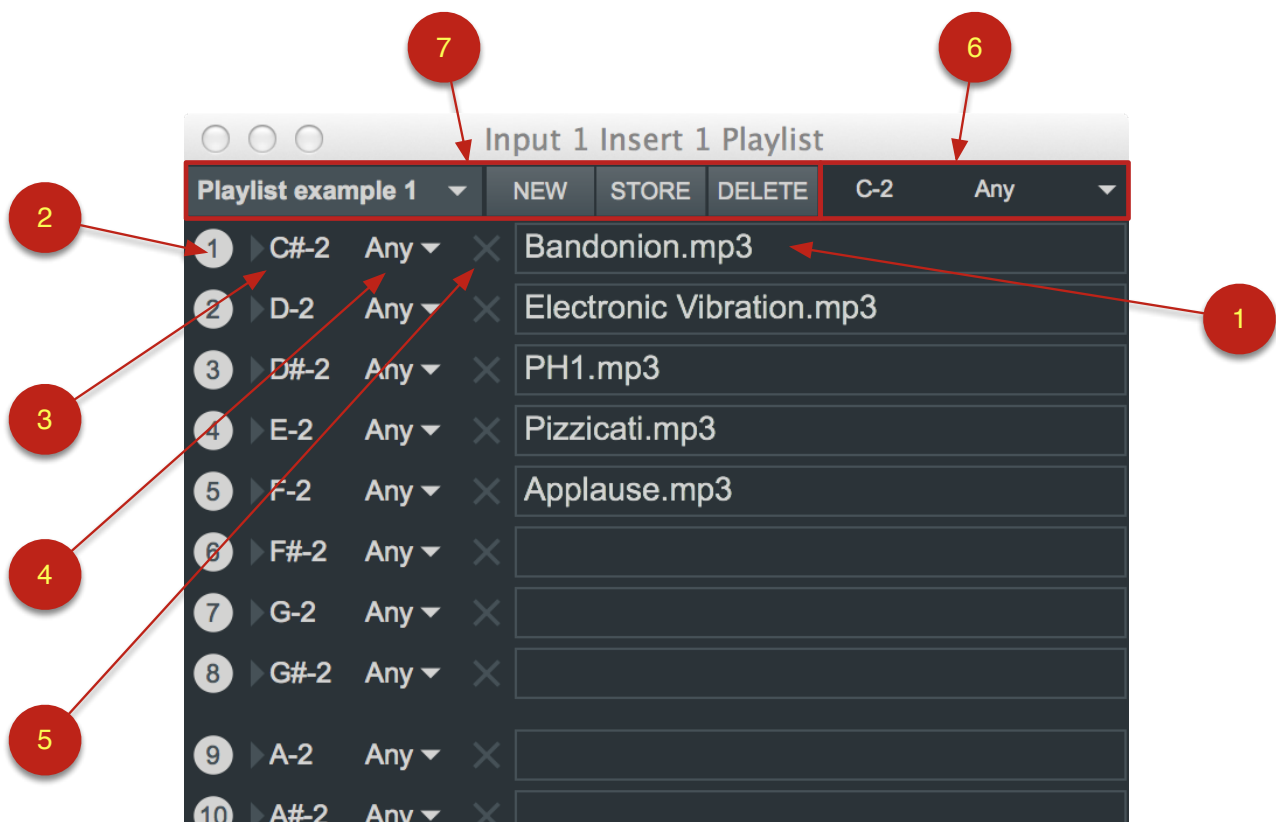 7 6
Input 1 Insert 1 Playlist
Playlist example 1 NEW STORE DELETE C-2 Any
2
1 C#-2 Any Bandonion.mp3
2 D-2 Any Electronic Vibration.mp3
1
3 D#-2 Any PH1.mp3
3
4 E-2 Any Pizzicati.mp3
5 F-2 Any Applause.mp3
6 F#-2 Any
4
7 G-2 Any
8 G#-2 Any
5
9 A-2 Any
10 A#-2 Any